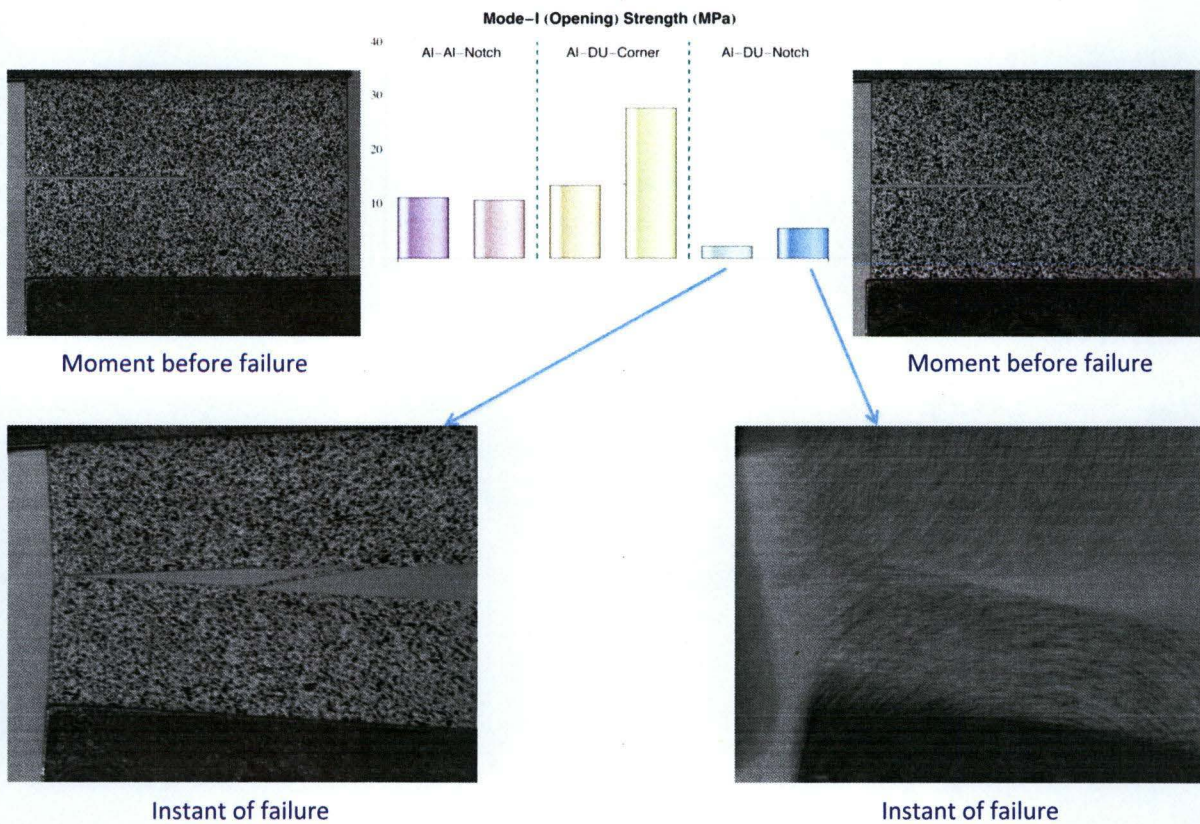 Mode-I (Opening) Strength (MPa)
40
Al-Al-Notch
Al-DU-Corner
Al-DU-Notch
30
20
10
Moment before failure
Moment before failure
Instant of failure
Instant of failure